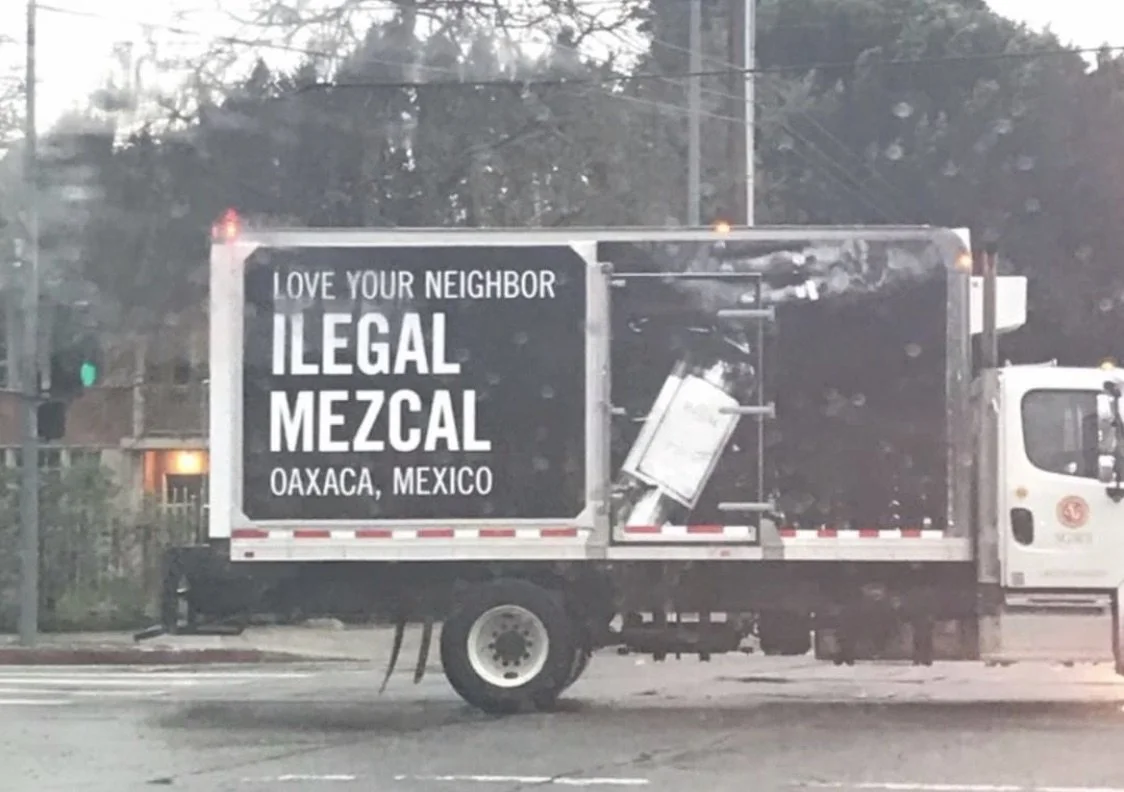 LOVE YOUR NEIGHBOR
ILEGAL
MEZCAL
OAXACA, MEXICO